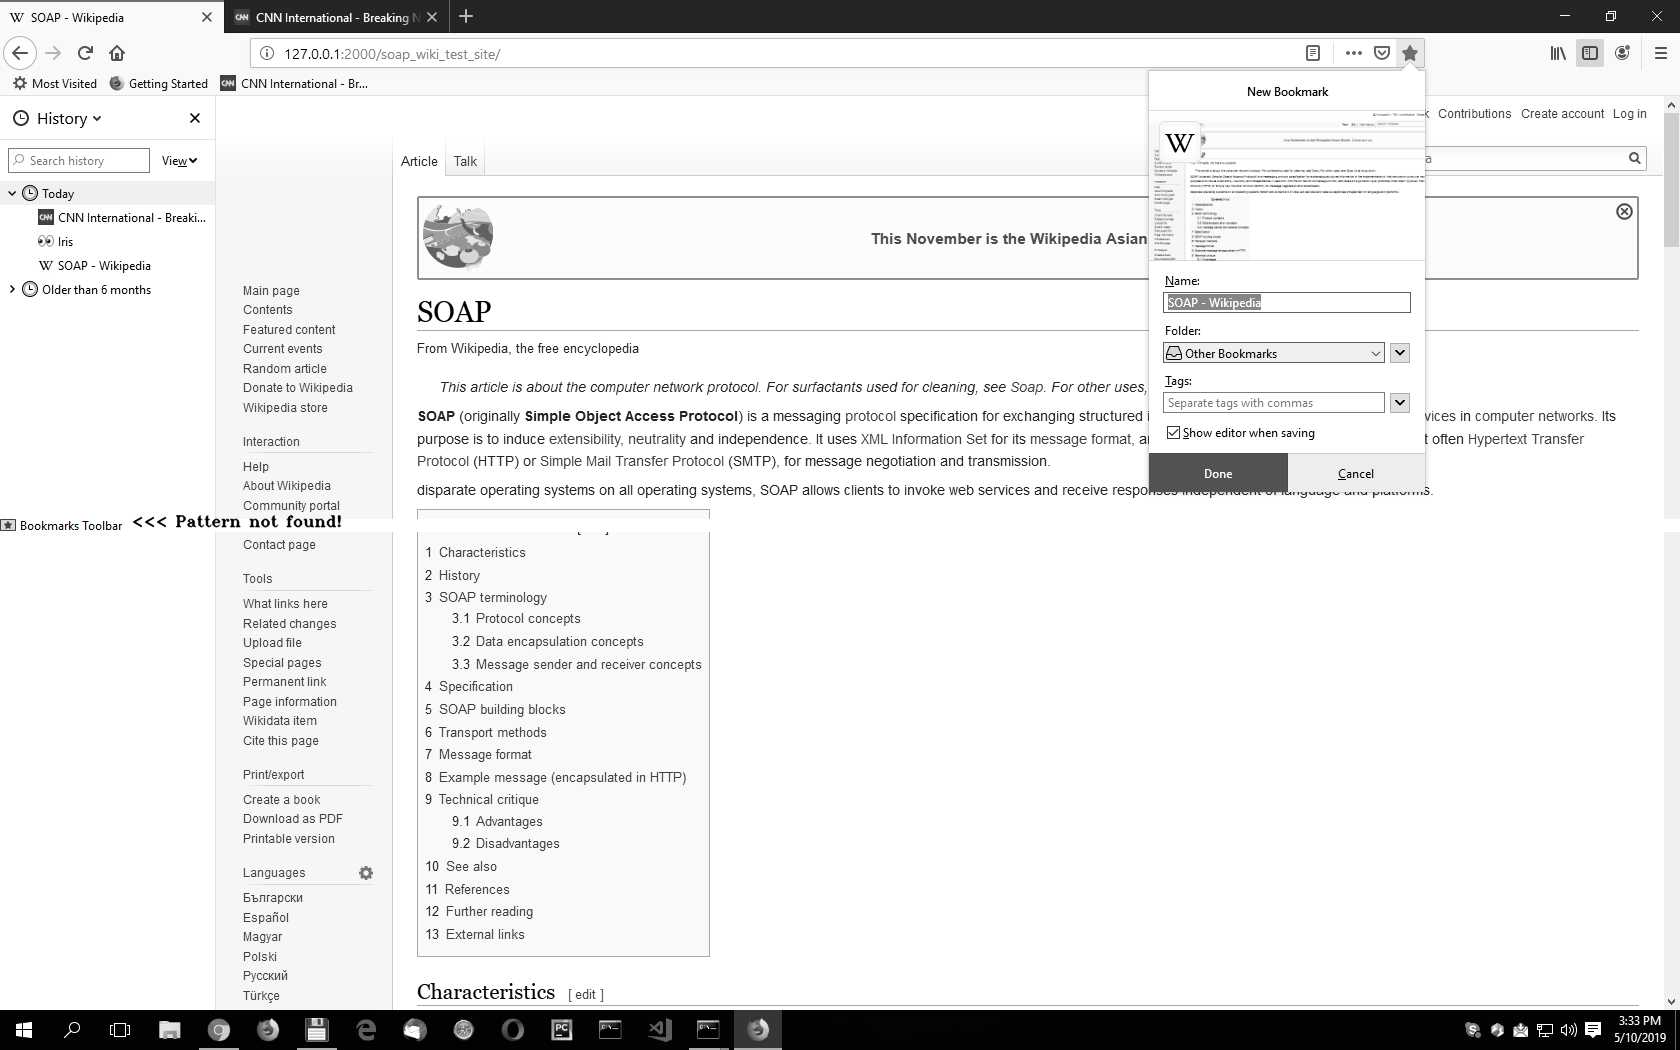 SOAP - Wikipedia
CNN International - Breaking N
127.0.0.1:2000/soap_wiki_test_site/
Most Visited
Getting Started
CNN International - Br...
History
Search history
View
Today
CNN International - Breaki...
Iris
SOAP - Wikipedia
Older than 6 months
Bookmarks Toolbar <<< Pattern not found!
Contributions Create account Log in
Article Talk
This November is the Wikipedia Asian
Main page
Contents
Featured content
Current events
Random article
Donate to Wikipedia
Wikipedia store
Interaction
Help
About Wikipedia
Community portal
Contact page
Tools
What links here
Related changes
Upload file
Special pages
Permanent link
Page information
Wikidata item
Cite this page
Print/export
Create a book
Download as PDF
Printable version
Languages
Български
Español
Magyar
Polski
Русский
Türkçe
SOAP
From Wikipedia, the free encyclopedia
This article is about the computer network protocol. For surfactants used for cleaning, see Soap. For other uses,
SOAP (originally Simple Object Access Protocol) is a messaging protocol specification for exchanging structured i vices in computer networks. Its
purpose is to induce extensibility, neutrality and independence. It uses XML Information Set for its message format, a t often Hypertext Transfer
Protocol (HTTP) or Simple Mail Transfer Protocol (SMTP), for message negotiation and transmission.
disparate operating systems on all operating systems, SOAP allows clients to invoke web services and receive responses independent of language and platforms.
1 Characteristics
2 History
3 SOAP terminology
3.1 Protocol concepts
3.2 Data encapsulation concepts
3.3 Message sender and receiver concepts
4 Specification
5 SOAP building blocks
6 Transport methods
7 Message format
8 Example message (encapsulated in HTTP)
9 Technical critique
9.1 Advantages
9.2 Disadvantages
10 See also
11 References
12 Further reading
13 External links
Characteristics [ edit ]
New Bookmark
W
Name:
SOAP - Wikipedia
Folder:
Other Bookmarks
Tags:
Separate tags with commas
Show editor when saving
Done Cancel
3:33 PM
5/10/2019